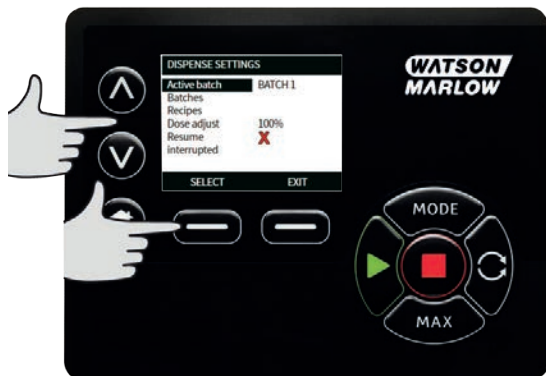 DISPENSE SETTINGS
Active batch BATCH 1
Batches
Recipes
Dose adjust 100%
Resume
interrupted
SELECT EXIT
WATSON
MARLOW
MODE
MAX